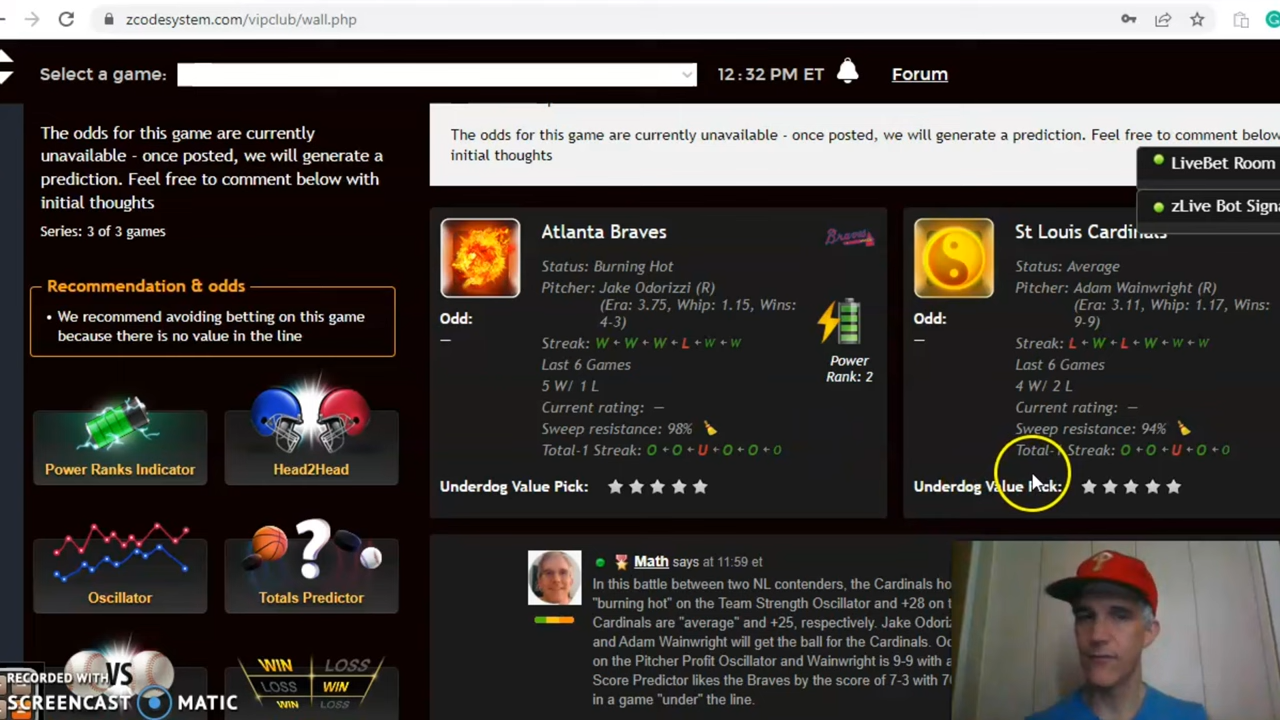 zcodesystem.com/vipclub/wall.php
Select a game:
12:32 PM ET
Forum
The odds for this game are currently
unavailable - once posted, we will generate a
prediction. Feel free to comment below with
initial thoughts
Series: 3 of 3 games
Recommendation & odds
• We recommend avoiding betting on this game
because there is no value in the line
Power Ranks Indicator
Head2Head
Oscillator
Totals Predictor
VS
WIN LOSS
LOSS WIN
WIN LOSS
RECORDED WITH
SCREENCAST MATIC
The odds for this game are currently unavailable - once posted, we will generate a prediction. Feel free to comment below
initial thoughts
LiveBet Room
zLive Bot Signa
Atlanta Braves
Braves
Status: Burning Hot
Pitcher: Jake Odorizzi (R)
(Era: 3.75, Whip: 1.15, Wins:
4-3)
Odd:
—
Streak: W ← W ← W ← L ← W ← W
Last 6 Games
5 W/ 1 L
Current rating: —
Sweep resistance: 98%
Total-1 Streak: O ← O ← U ← O ← O ← O
Power
Rank: 2
Underdog Value Pick:
St Louis Cardinals
Status: Average
Pitcher: Adam Wainwright (R)
(Era: 3.11, Whip: 1.17, Wins:
9-9)
Odd:
—
Streak: L ← W ← L ← W ← W ← W
Last 6 Games
4 W/ 2 L
Current rating: —
Sweep resistance: 94%
Total-1 Streak: O ← O ← U ← O ← O
Underdog Value Pick:
Math says at 11:59 et
In this battle between two NL contenders, the Cardinals ho
"burning hot" on the Team Strength Oscillator and +28 on t
Cardinals are "average" and +25, respectively. Jake Odori
and Adam Wainwright will get the ball for the Cardinals. Oc
on the Pitcher Profit Oscillator and Wainwright is 9-9 with a
Score Predictor likes the Braves by the score of 7-3 with 7
in a game "under" the line.